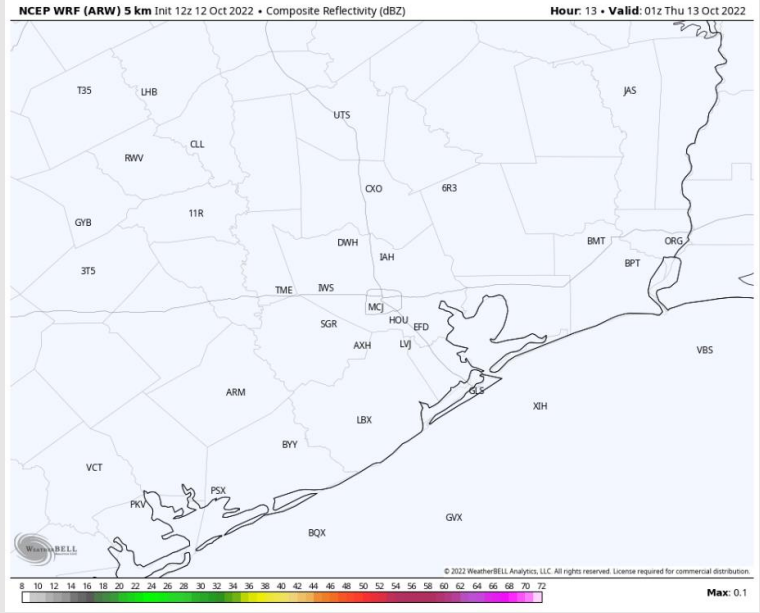 NCEP WRF (ARW) 5 km Init 12z 12 Oct 2022 • Composite Reflectivity (dBZ) Hour: 13 • Valid: 01z Thu 13 Oct 2022
T35 LHB JAS
UTS
CLL
RWV
CXO 6R3
11R
GYB
DWH BMT ORG
IAH
BPT
3T5
TME IWS
MCJ
SGR HOU
EFD
AXH LVJ
VBS
ARM GLS
XIH
LBX
BYY
VCT
PSX
PKV
GVX
BQX
WEATHERBELL
© 2022 WeatherBELL Analytics, LLC. All rights reserved. License required for commercial distribution.
8 10 12 14 16 18 20 22 24 26 28 30 32 34 36 38 40 42 44 46 48 50 52 54 56 58 60 62 64 66 68 70 72 Max: 0.1